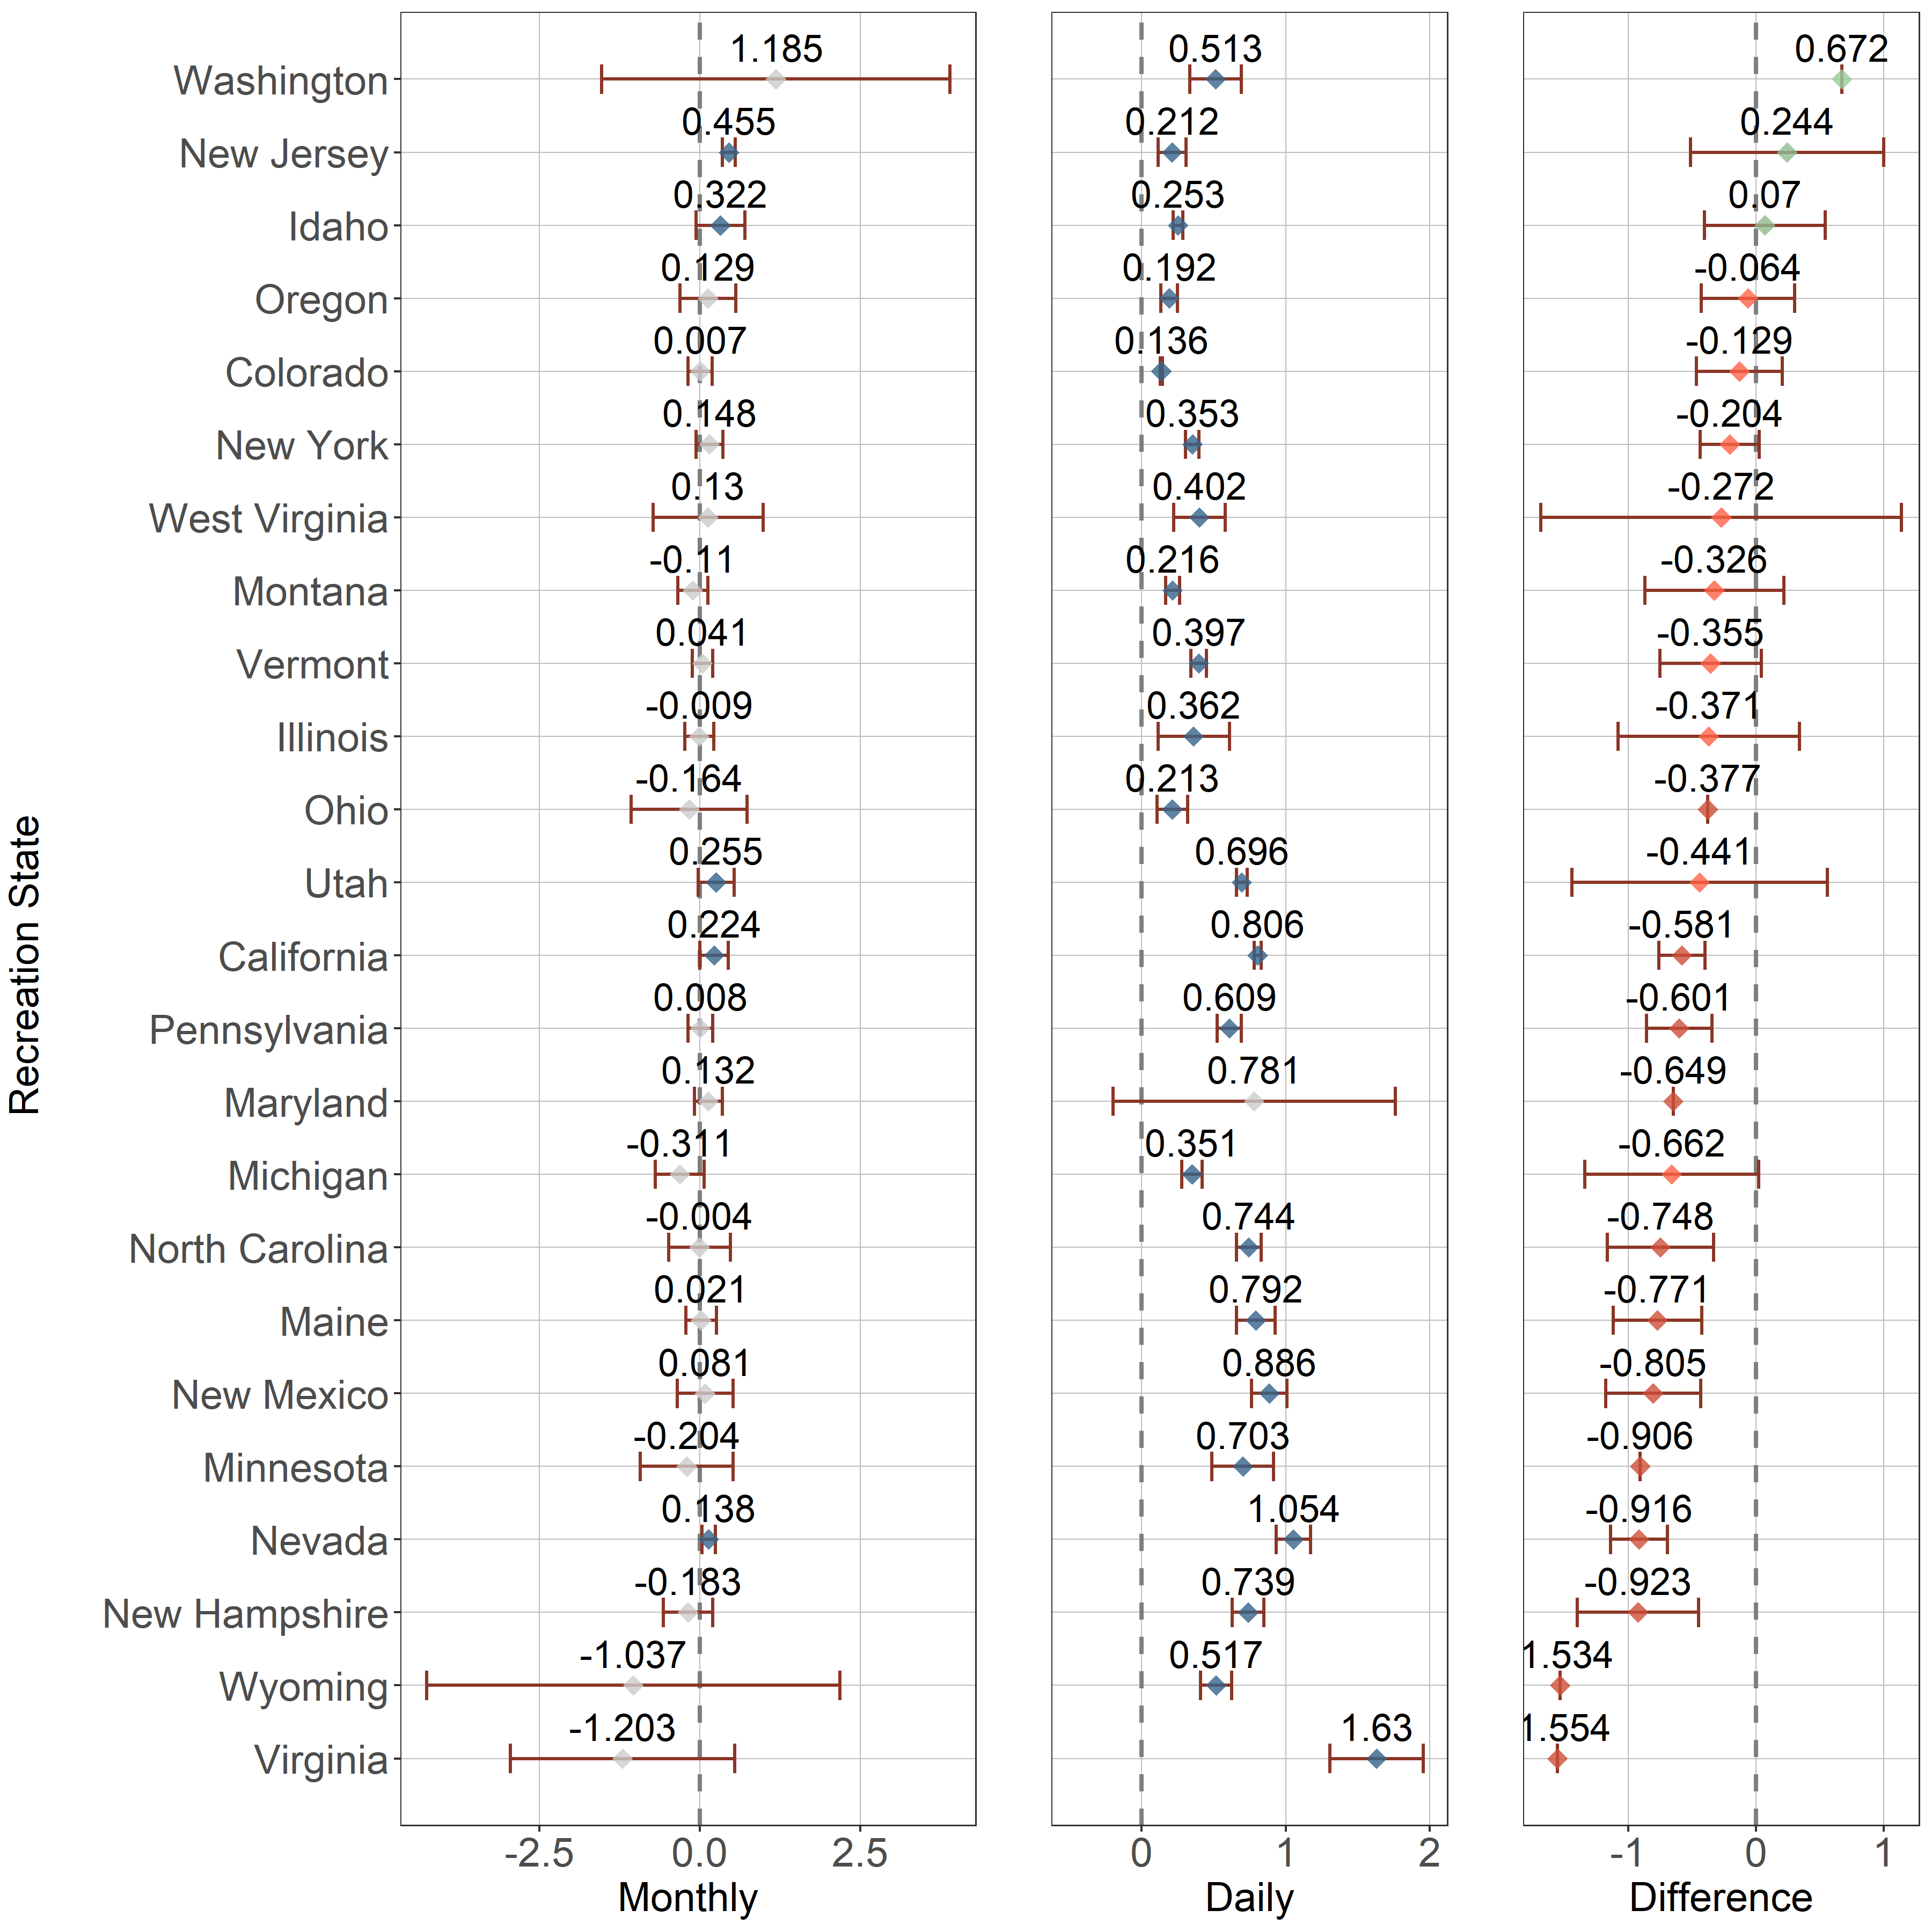 1.185 0.513 0.672
Washington
0.455 0.212 0.244
New Jersey
0.322 0.253 0.07
Idaho
0.129 0.192 -0.064
Oregon
0.007 0.136 -0.129
Colorado
0.148 0.353 -0.204
New York
0.13 0.402 -0.272
West Virginia
-0.11 0.216 -0.326
Montana
0.041 0.397 -0.355
Vermont
-0.009 0.362 -0.371
Illinois
-0.164 0.213 -0.377
Ohio
0.255 0.696 -0.441
Utah
0.224 0.806 -0.581
California
0.008 0.609 -0.601
Pennsylvania
0.132 0.781 -0.649
Maryland
-0.311 0.351 -0.662
Michigan
-0.004 0.744 -0.748
North Carolina
0.021 0.792 -0.771
Maine
0.081 0.886 -0.805
New Mexico
-0.204 0.703 -0.906
Minnesota
0.138 1.054 -0.916
Nevada
-0.183 0.739 -0.923
New Hampshire
-1.037 0.517 1.534
Wyoming
-1.203 1.63 1.554
Virginia
Recreation State
-2.5 0.0 2.5 0 1 2 -1 0 1
Monthly Daily Difference